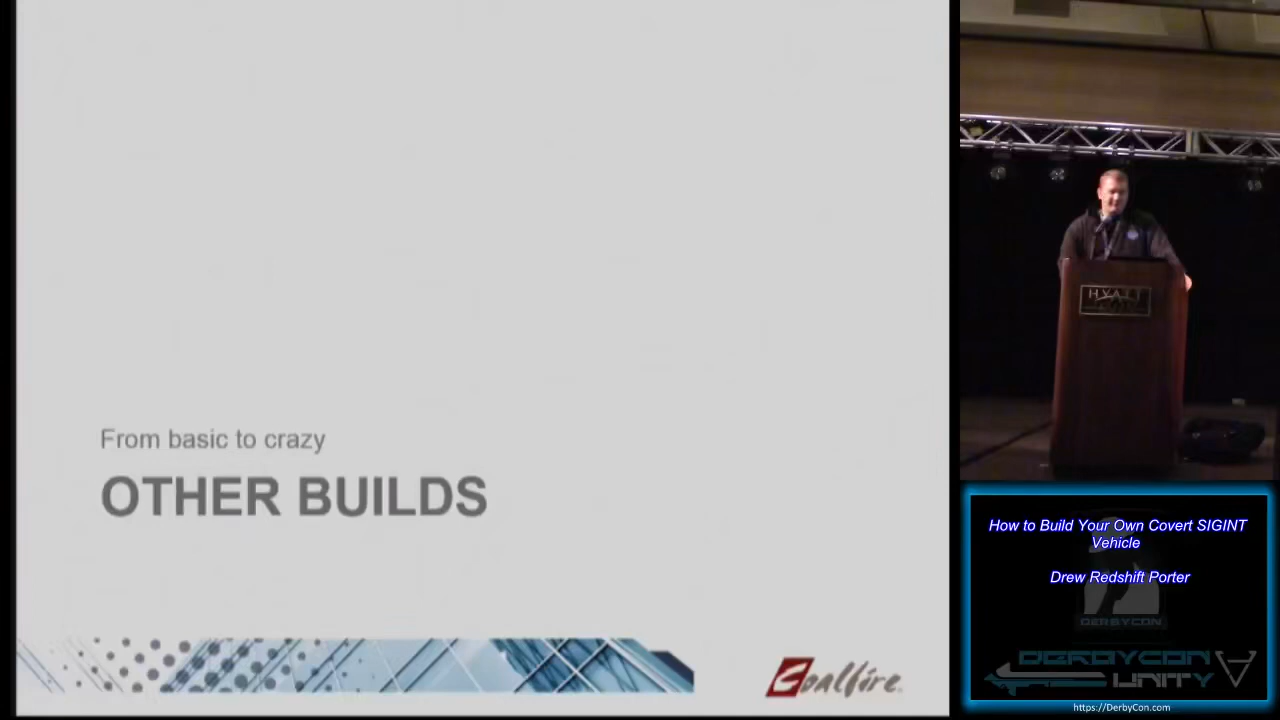 From basic to crazy
OTHER BUILDS
Coalfire
HYATT
How to Build Your Own Covert SIGINT
Vehicle
Drew Redshift Porter
DERBYCON
DERBYCON
UNITY
https://DerbyCon.com